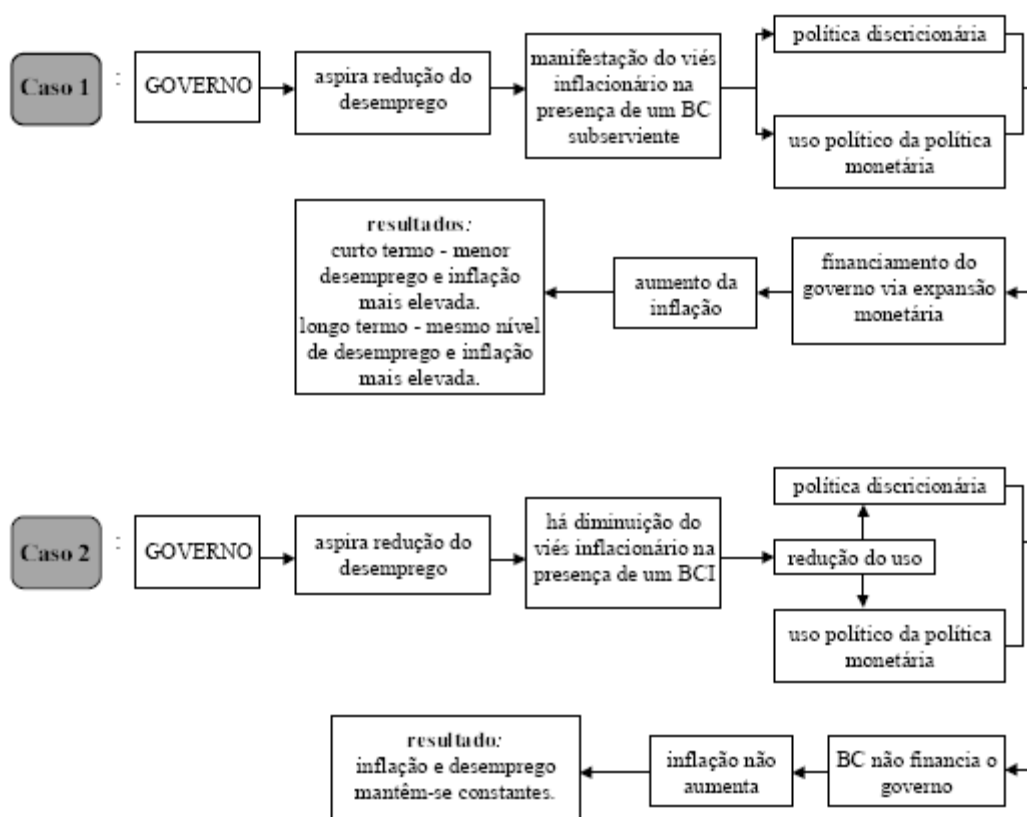 Caso 1
:
GOVERNO
aspira redução do
desemprego
manifestação do viés
inflacionário na
presença de um BC
subserviente
política discricionária
uso político da política
monetária
financiamento do
governo via expansão
monetária
aumento da
inflação
resultados:
curto termo - menor
desemprego e inflação
mais elevada.
longo termo - mesmo nível
de desemprego e inflação
mais elevada.
Caso 2
:
GOVERNO
aspira redução do
desemprego
há diminuição do
viés inflacionário na
presença de um BCI
política discricionária
redução do uso
uso político da política
monetária
BC não financia o
governo
inflação não
aumenta
resultado:
inflação e desemprego
mantêm-se constantes.